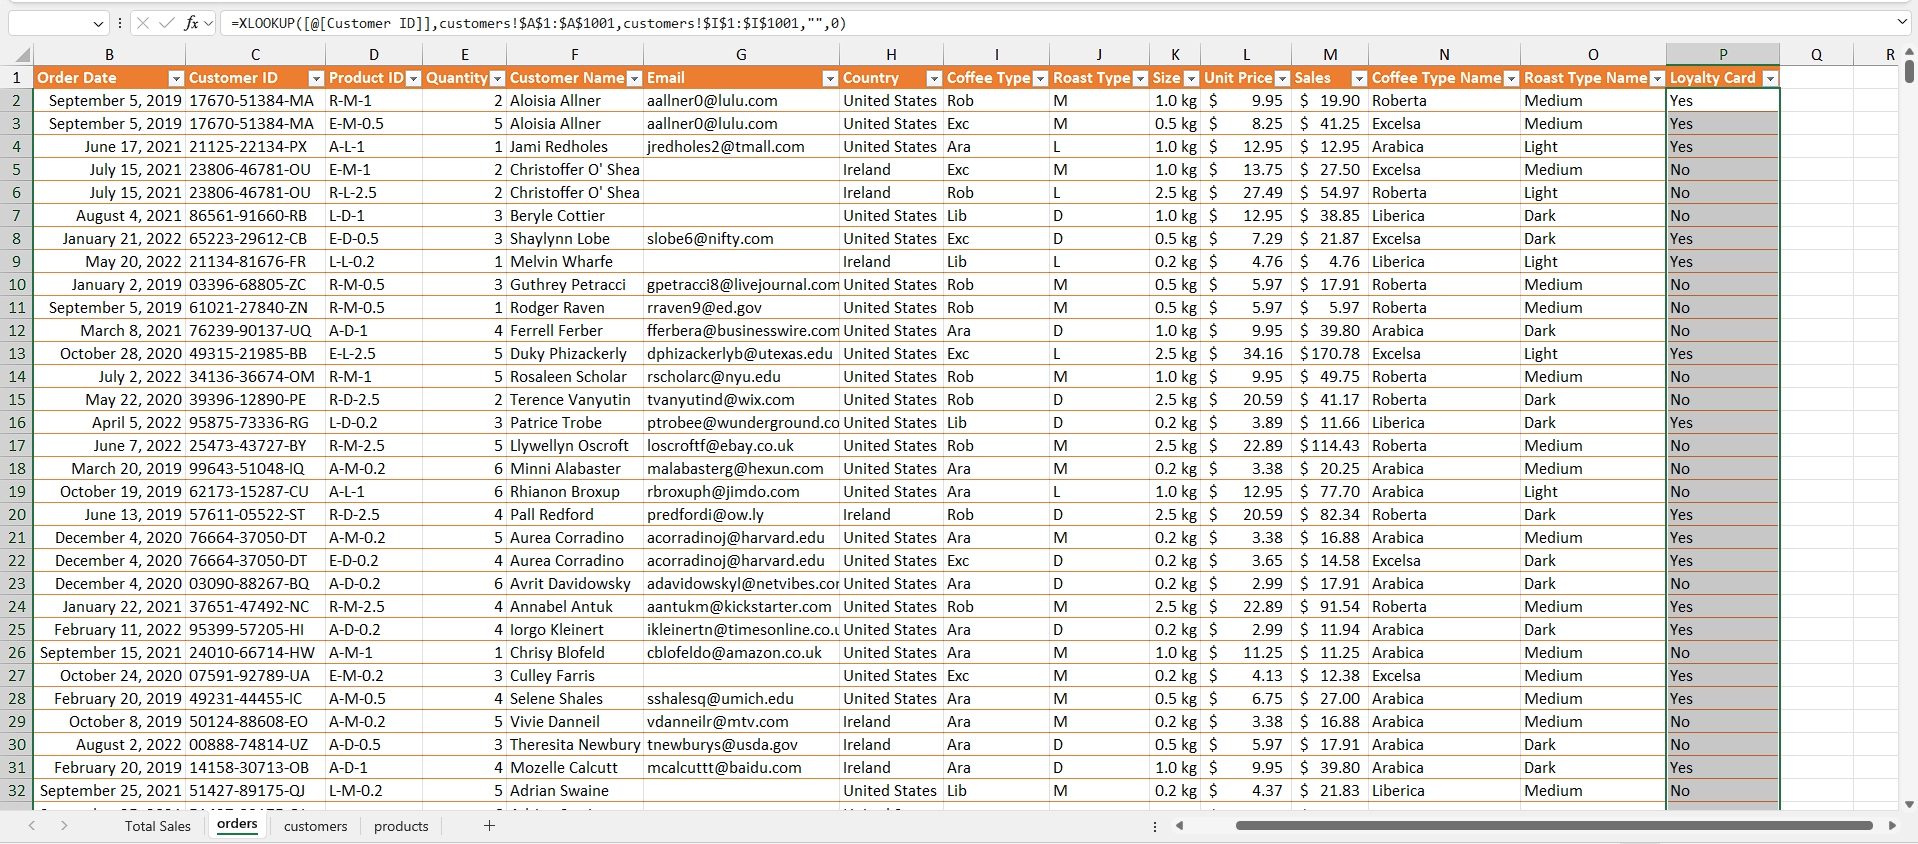 fx =XLOOKUP([@[Customer ID]],customers!$A$1:$A$1001,customers!$I$1:$I$1001,"",0)
B C D E F G H I J K L M N O P Q R
1 Order Date Customer ID Product ID Quantity Customer Name Email Country Coffee Type Roast Type Size Unit Price Sales Coffee Type Name Roast Type Name Loyalty Card
2 September 5, 2019 17670-51384-MA R-M-1 2 Aloisia Allner aallner0@lulu.com United States Rob M 1.0 kg $ 9.95 $ 19.90 Roberta Medium Yes
3 September 5, 2019 17670-51384-MA E-M-0.5 5 Aloisia Allner aallner0@lulu.com United States Exc M 0.5 kg $ 8.25 $ 41.25 Excelsa Medium Yes
4 June 17, 2021 21125-22134-PX A-L-1 1 Jami Redholes jredholes2@tmall.com United States Ara L 1.0 kg $ 12.95 $ 12.95 Arabica Light Yes
5 July 15, 2021 23806-46781-OU E-M-1 2 Christoffer O' Shea Ireland Exc M 1.0 kg $ 13.75 $ 27.50 Excelsa Medium No
6 July 15, 2021 23806-46781-OU R-L-2.5 2 Christoffer O' Shea Ireland Rob L 2.5 kg $ 27.49 $ 54.97 Roberta Light No
7 August 4, 2021 86561-91660-RB L-D-1 3 Beryle Cottier United States Lib D 1.0 kg $ 12.95 $ 38.85 Liberica Dark No
8 January 21, 2022 65223-29612-CB E-D-0.5 3 Shaylynn Lobe slobe6@nifty.com United States Exc D 0.5 kg $ 7.29 $ 21.87 Excelsa Dark Yes
9 May 20, 2022 21134-81676-FR L-L-0.2 1 Melvin Wharfe Ireland Lib L 0.2 kg $ 4.76 $ 4.76 Liberica Light Yes
10 January 2, 2019 03396-68805-ZC R-M-0.5 3 Guthrey Petracci gpetracci8@livejournal.com United States Rob M 0.5 kg $ 5.97 $ 17.91 Roberta Medium No
11 September 5, 2019 61021-27840-ZN R-M-0.5 1 Rodger Raven rraven9@ed.gov United States Rob M 0.5 kg $ 5.97 $ 5.97 Roberta Medium No
12 March 8, 2021 76239-90137-UQ A-D-1 4 Ferrell Ferber fferbera@businesswire.com United States Ara D 1.0 kg $ 9.95 $ 39.80 Arabica Dark No
13 October 28, 2020 49315-21985-BB E-L-2.5 5 Duky Phizackerly dphizackerlyb@utexas.edu United States Exc L 2.5 kg $ 34.16 $170.78 Excelsa Light Yes
14 July 2, 2022 34136-36674-OM R-M-1 5 Rosaleen Scholar rscholarc@nyu.edu United States Rob M 1.0 kg $ 9.95 $ 49.75 Roberta Medium No
15 May 22, 2020 39396-12890-PE R-D-2.5 2 Terence Vanyutin tvanyutind@wix.com United States Rob D 2.5 kg $ 20.59 $ 41.17 Roberta Dark No
16 April 5, 2022 95875-73336-RG L-D-0.2 3 Patrice Trobe ptrobee@wunderground.co United States Lib D 0.2 kg $ 3.89 $ 11.66 Liberica Dark Yes
17 June 7, 2022 25473-43727-BY R-M-2.5 5 Llywellyn Oscroft loscroftf@ebay.co.uk United States Rob M 2.5 kg $ 22.89 $114.43 Roberta Medium No
18 March 20, 2019 99643-51048-IQ A-M-0.2 6 Minni Alabaster malabasterg@hexun.com United States Ara M 0.2 kg $ 3.38 $ 20.25 Arabica Medium No
19 October 19, 2019 62173-15287-CU A-L-1 6 Rhianon Broxup rbroxuph@jimdo.com United States Ara L 1.0 kg $ 12.95 $ 77.70 Arabica Light No
20 June 13, 2019 57611-05522-ST R-D-2.5 4 Pall Redford predfordi@ow.ly Ireland Rob D 2.5 kg $ 20.59 $ 82.34 Roberta Dark Yes
21 December 4, 2020 76664-37050-DT A-M-0.2 5 Aurea Corradino acorradinoj@harvard.edu United States Ara M 0.2 kg $ 3.38 $ 16.88 Arabica Medium Yes
22 December 4, 2020 76664-37050-DT E-D-0.2 4 Aurea Corradino acorradinoj@harvard.edu United States Exc D 0.2 kg $ 3.65 $ 14.58 Excelsa Dark Yes
23 December 4, 2020 03090-88267-BQ A-D-0.2 6 Avrit Davidowsky adavidowskyl@netvibes.cor United States Ara D 0.2 kg $ 2.99 $ 17.91 Arabica Dark No
24 January 22, 2021 37651-47492-NC R-M-2.5 4 Annabel Antuk aantukm@kickstarter.com United States Rob M 2.5 kg $ 22.89 $ 91.54 Roberta Medium Yes
25 February 11, 2022 95399-57205-HI A-D-0.2 4 Iorgo Kleinert ikleinertn@timesonline.co.u United States Ara D 0.2 kg $ 2.99 $ 11.94 Arabica Dark Yes
26 September 15, 2021 24010-66714-HW A-M-1 1 Chrisy Blofeld cblofeldo@amazon.co.uk United States Ara M 1.0 kg $ 11.25 $ 11.25 Arabica Medium No
27 October 24, 2020 07591-92789-UA E-M-0.2 3 Culley Farris United States Exc M 0.2 kg $ 4.13 $ 12.38 Excelsa Medium Yes
28 February 20, 2019 49231-44455-IC A-M-0.5 4 Selene Shales sshalesq@umich.edu United States Ara M 0.5 kg $ 6.75 $ 27.00 Arabica Medium Yes
29 October 8, 2019 50124-88608-EO A-M-0.2 5 Vivie Danneil vdanneilr@mtv.com Ireland Ara M 0.2 kg $ 3.38 $ 16.88 Arabica Medium No
30 August 2, 2022 00888-74814-UZ A-D-0.5 3 Theresita Newbury tnewburys@usda.gov Ireland Ara D 0.5 kg $ 5.97 $ 17.91 Arabica Dark No
31 February 20, 2019 14158-30713-OB A-D-1 4 Mozelle Calcutt mcalcuttt@baidu.com Ireland Ara D 1.0 kg $ 9.95 $ 39.80 Arabica Dark Yes
32 September 25, 2021 51427-89175-QJ L-M-0.2 5 Adrian Swaine United States Lib M 0.2 kg $ 4.37 $ 21.83 Liberica Medium No
Total Sales orders customers products